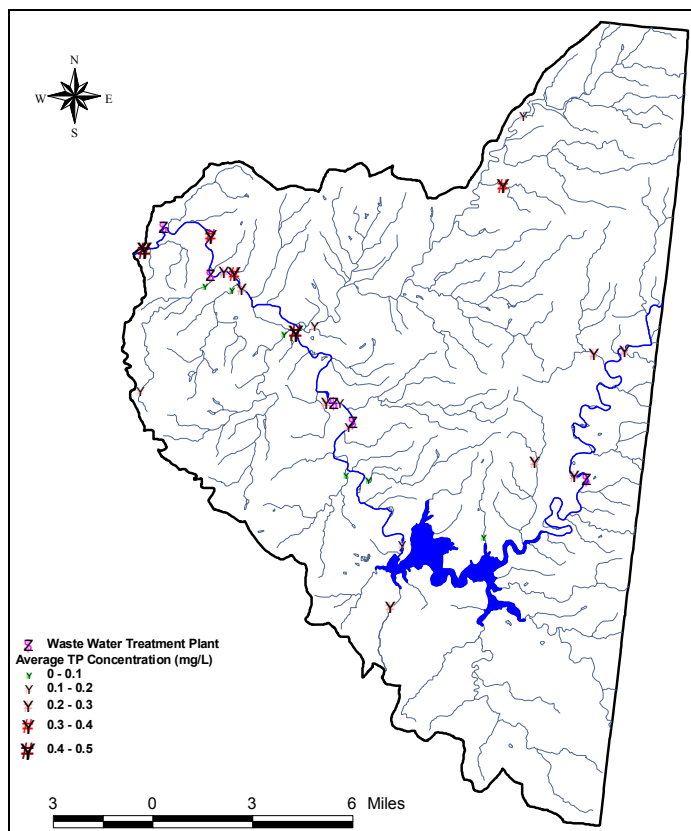 N
W E
S
Waste Water Treatment Plant
Average TP Concentration (mg/L)
0 - 0.1
0.1 - 0.2
0.2 - 0.3
0.3 - 0.4
0.4 - 0.5
3 0 3 6 Miles